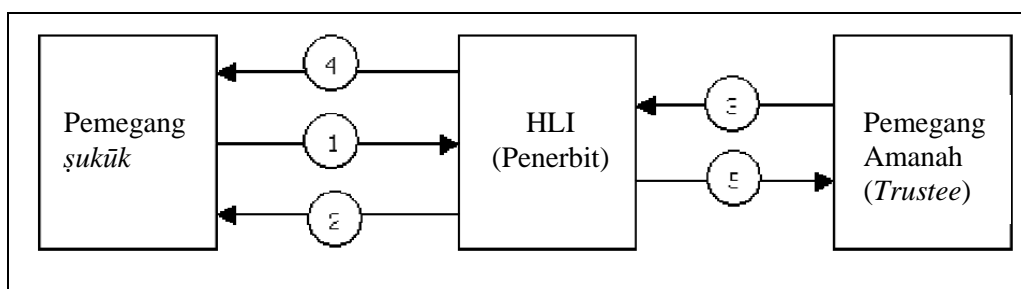 4
Pemegang
ṣukūk
1
2
HLI
(Penerbit)
3
5
Pemegang
Amanah
(Trustee)